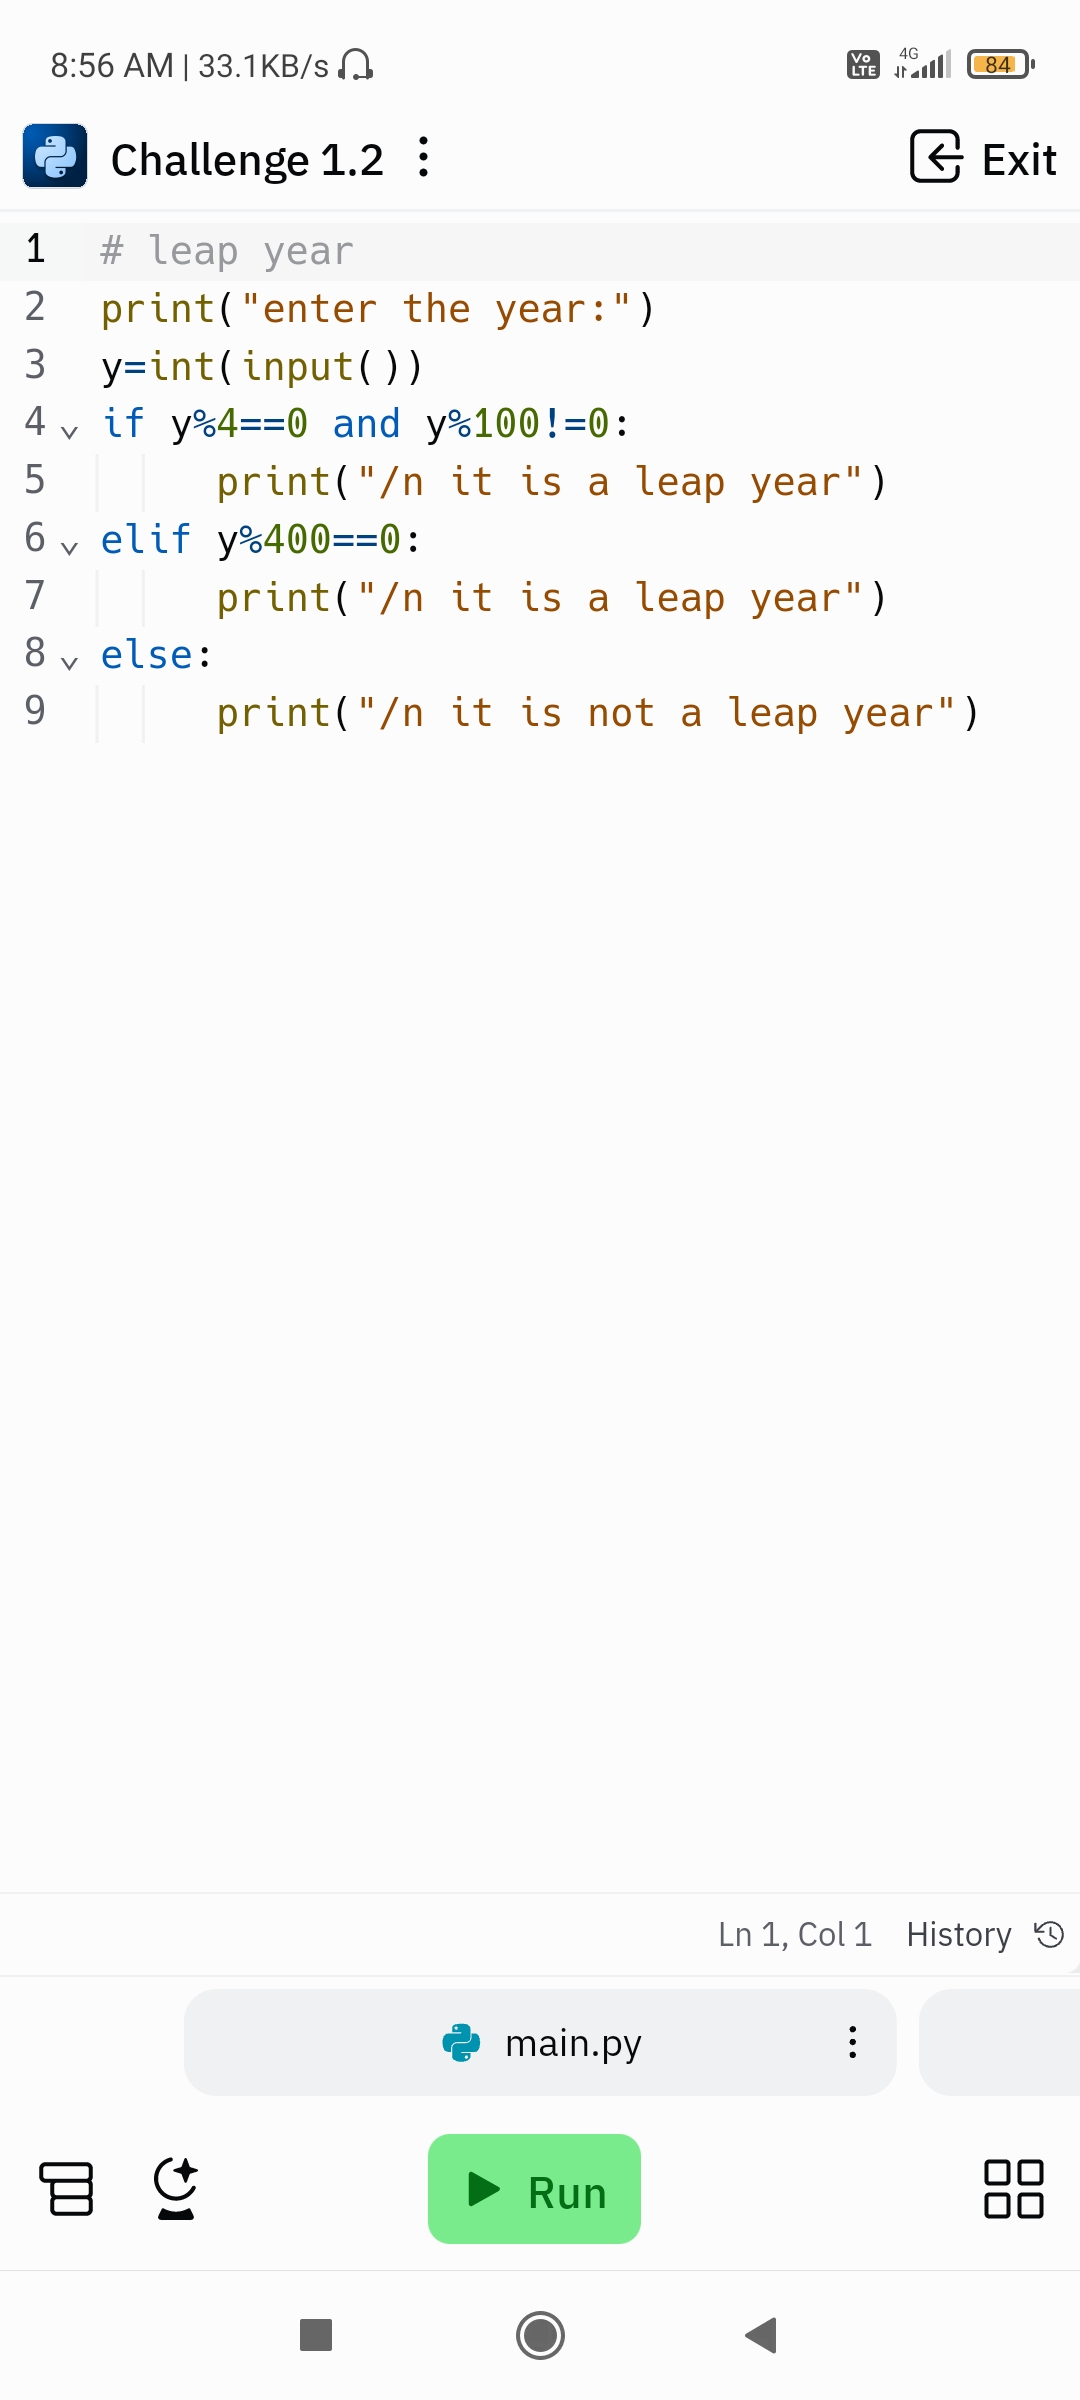 8:56 AM | 33.1KB/s Vo LTE 4G 84
Challenge 1.2 Exit
1 # leap year
2 print("enter the year:")
3 y=int(input())
4 if y%4==0 and y%100!=0:
5 print("/n it is a leap year")
6 elif y%400==0:
7 print("/n it is a leap year")
8 else:
9 print("/n it is not a leap year")
Ln 1, Col 1 History
main.py
Run